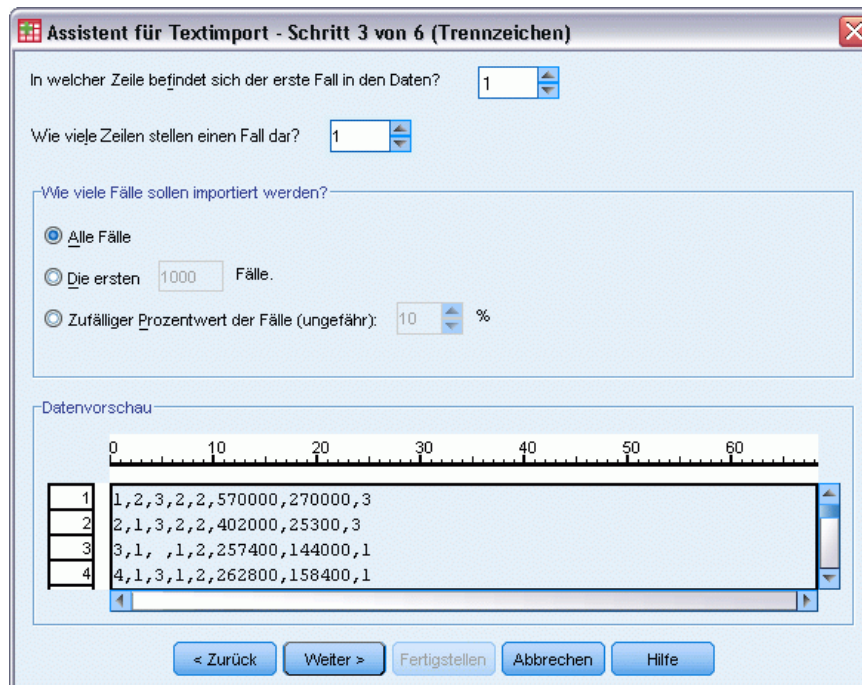 Assistent für Textimport - Schritt 3 von 6 (Trennzeichen)
In welcher Zeile befindet sich der erste Fall in den Daten? 1
Wie viele Zeilen stellen einen Fall dar? 1
Wie viele Fälle sollen importiert werden?
Alle Fälle
Die ersten 1000 Fälle.
Zufälliger Prozentwert der Fälle (ungefähr): 10 %
Datenvorschau
0 10 20 30 40 50 60
1 1,2,3,2,2,570000,270000,3
2 2,1,3,2,2,402000,25300,3
3 3,1, ,1,2,257400,144000,1
4 4,1,3,1,2,262800,158400,1
< Zurück Weiter > Fertigstellen Abbrechen Hilfe